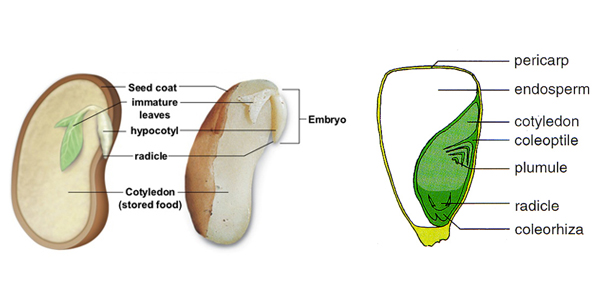 Seed coat
immature
leaves
hypocotyl
radicle
Cotyledon
(stored food)
Embryo
pericarp
endosperm
cotyledon
coleoptile
plumule
radicle
coleorhiza